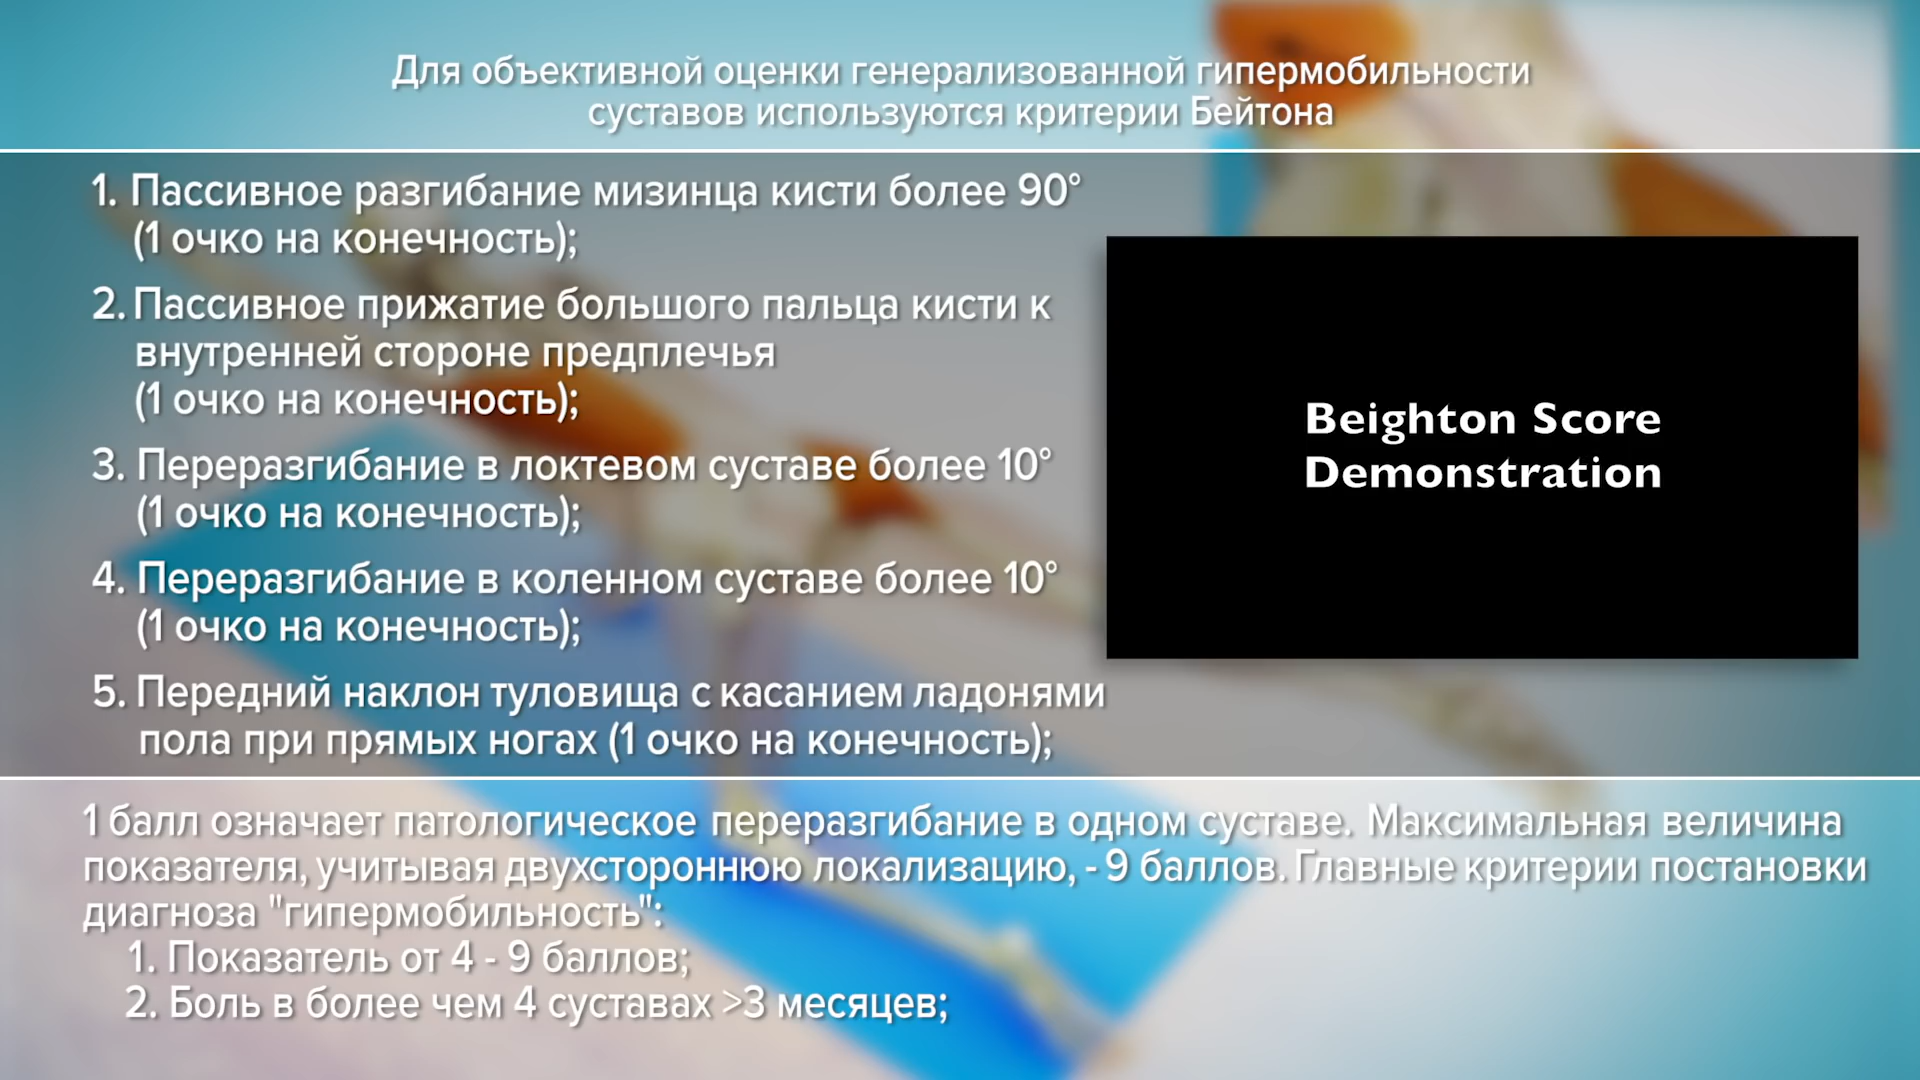 Для объективной оценки генерализованной гипермобильности
суставов используются критерии Бейтона
1. Пассивное разгибание мизинца кисти более 90°
(1 очко на конечность);
2. Пассивное прижатие большого пальца кисти к
внутренней стороне предплечья
(1 очко на конечность);
3. Переразгибание в локтевом суставе более 10°
(1 очко на конечность);
4. Переразгибание в коленном суставе более 10°
(1 очко на конечность);
5. Передний наклон туловища с касанием ладонями
пола при прямых ногах (1 очко на конечность);
Beighton Score
Demonstration
1 балл означает патологическое переразгибание в одном суставе. Максимальная величина
показателя, учитывая двухстороннюю локализацию, - 9 баллов. Главные критерии постановки
диагноза "гипермобильность":
1. Показатель от 4 - 9 баллов;
2. Боль в более чем 4 суставах >3 месяцев;